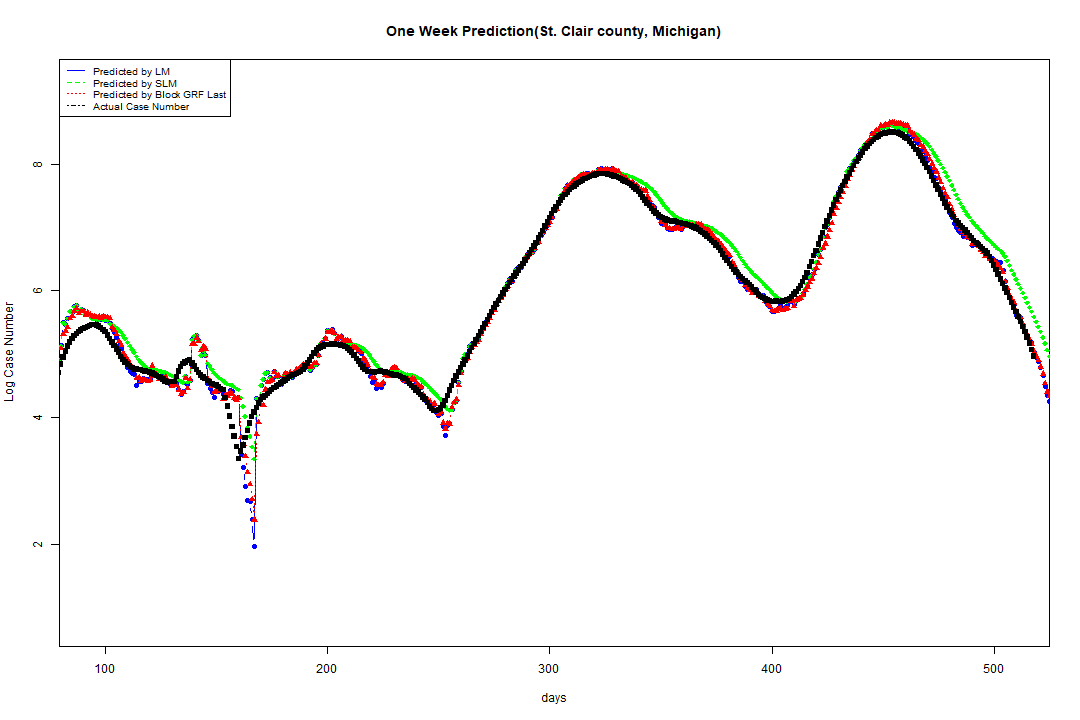 One Week Prediction(St. Clair county, Michigan)
Predicted by LM
Predicted by SLM
Predicted by Block GRF Last
Actual Case Number
8
6
4
2
Log Case Number
100 200 300 400 500
days